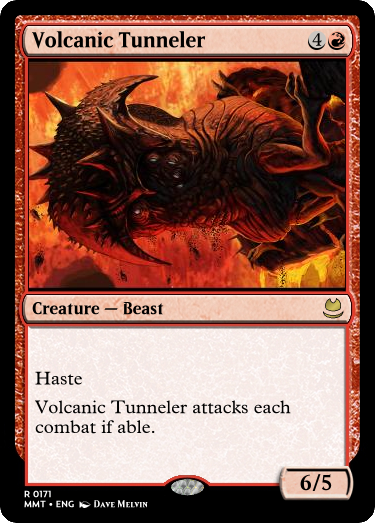 Volcanic Tunneler 4
Creature — Beast
Haste
Volcanic Tunneler attacks each
combat if able.
6/5
R 0171
MMT • ENG Dave Melvin